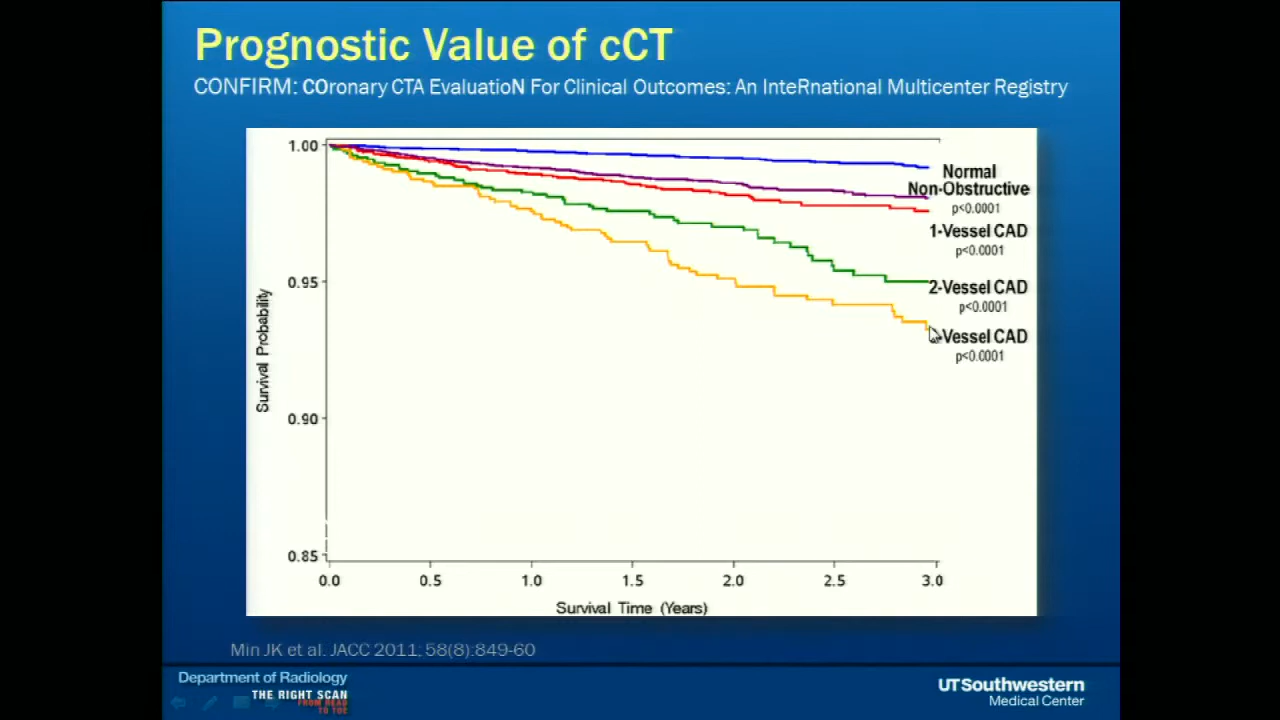 Prognostic Value of cCT
CONFIRM: COronary CTA EvaluatioN For Clinical Outcomes: An InteRnational Multicenter Registry
1.00
0.95
0.90
0.85
Survival Probability
Normal
Non-Obstructive
p<0.0001
1-Vessel CAD
p<0.0001
2-Vessel CAD
p<0.0001
-Vessel CAD
p<0.0001
0.0 0.5 1.0 1.5 2.0 2.5 3.0
Survival Time (Years)
Min JK et al. JACC 2011; 58(8):849-60
Department of Radiology
THE RIGHT SCAN
FROM HEAD
TO TOE
UTSouthwestern
Medical Center